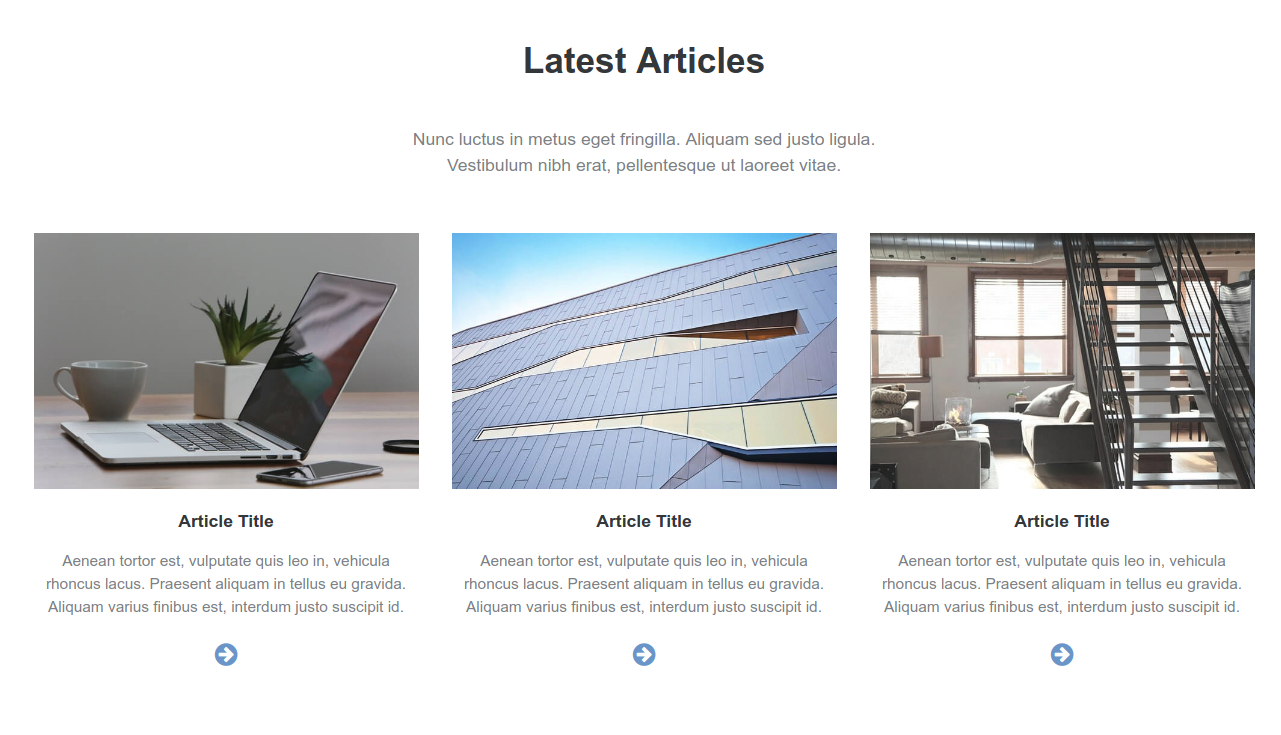 Latest Articles
Nunc luctus in metus eget fringilla. Aliquam sed justo ligula.
Vestibulum nibh erat, pellentesque ut laoreet vitae.
Article Title
Aenean tortor est, vulputate quis leo in, vehicula
rhoncus lacus. Praesent aliquam in tellus eu gravida.
Aliquam varius finibus est, interdum justo suscipit id.
Article Title
Aenean tortor est, vulputate quis leo in, vehicula
rhoncus lacus. Praesent aliquam in tellus eu gravida.
Aliquam varius finibus est, interdum justo suscipit id.
Article Title
Aenean tortor est, vulputate quis leo in, vehicula
rhoncus lacus. Praesent aliquam in tellus eu gravida.
Aliquam varius finibus est, interdum justo suscipit id.